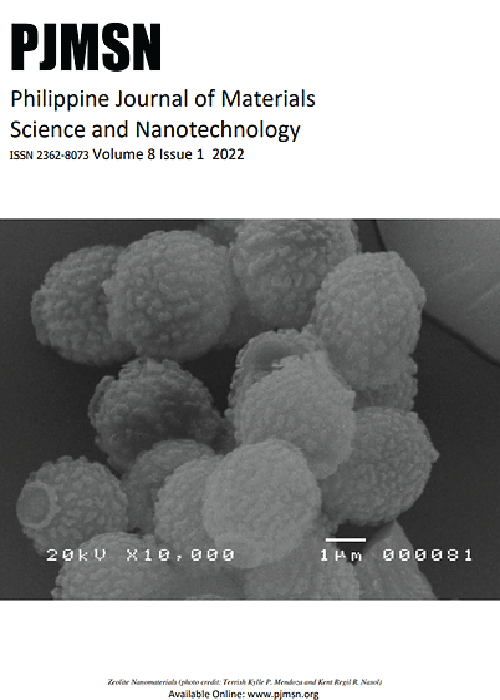 PJMSN
Philippine Journal of Materials
Science and Nanotechnology
ISSN 2362-8073 Volume 8 Issue 1 2022
20kV X10,000 1µm 000081
Zeolite Nanomaterials (photo credit: Terrish Kylle P. Mendoza and Kent Regil R. Nasol)
Available Online: www.pjmsn.org